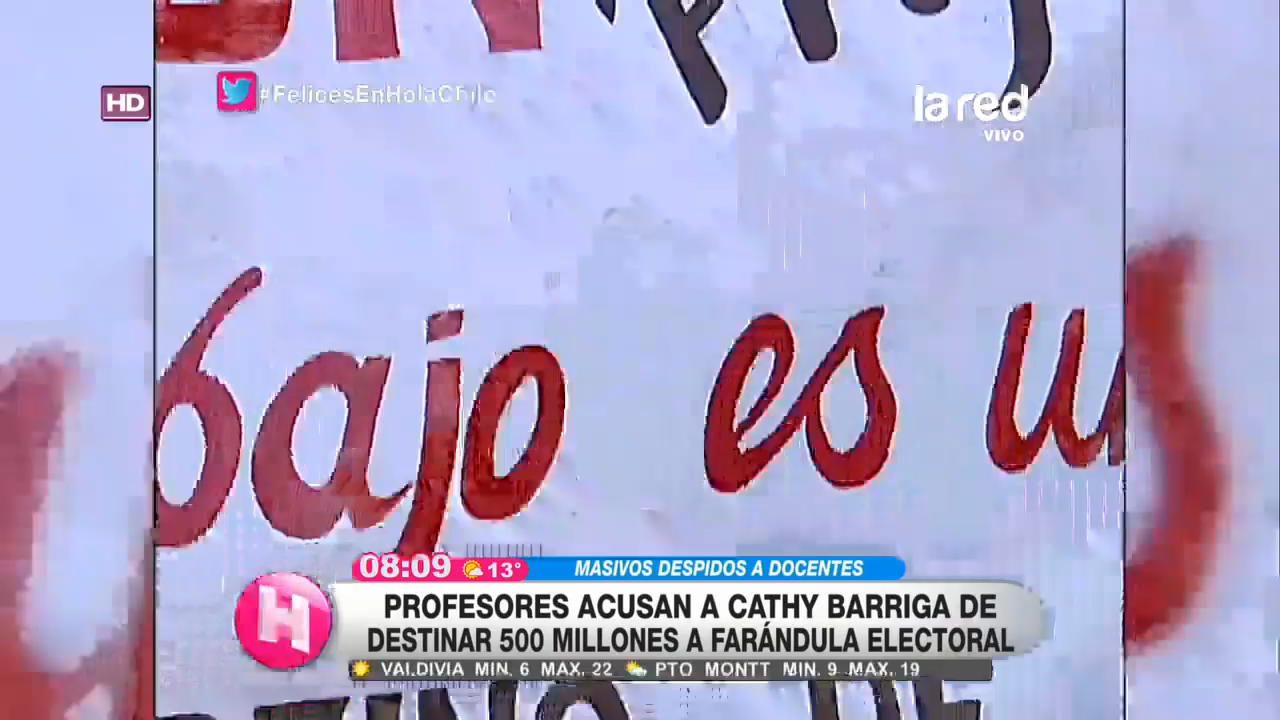 HD
#FelicesEnHolaChile
la red
VIVO
bajo es u
08:09 13°
MASIVOS DESPIDOS A DOCENTES
H
PROFESORES ACUSAN A CATHY BARRIGA DE
DESTINAR 500 MILLONES A FARÁNDULA ELECTORAL
VALDIVIA MIN. 6 MAX. 22 PTO MONTT MIN. 9 MAX. 19
DE